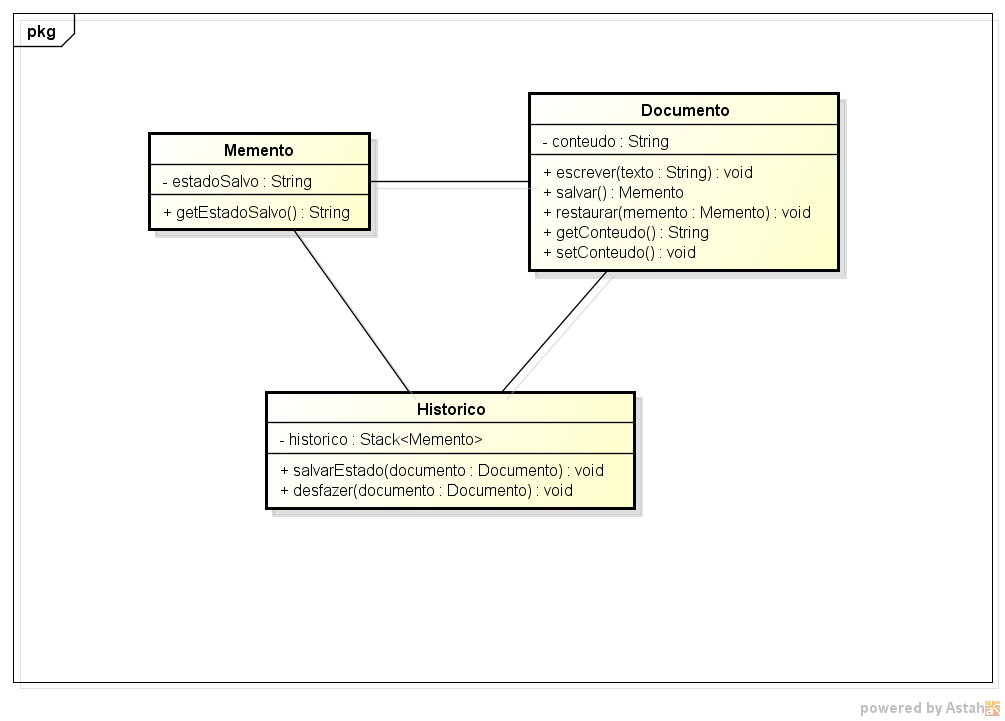 pkg
Memento
- estadoSalvo : String
+ getEstadoSalvo() : String
Documento
- conteudo : String
+ escrever(texto : String) : void
+ salvar() : Memento
+ restaurar(memento : Memento) : void
+ getConteudo() : String
+ setConteudo() : void
Historico
- historico : Stack<Memento>
+ salvarEstado(documento : Documento) : void
+ desfazer(documento : Documento) : void
powered by Astah